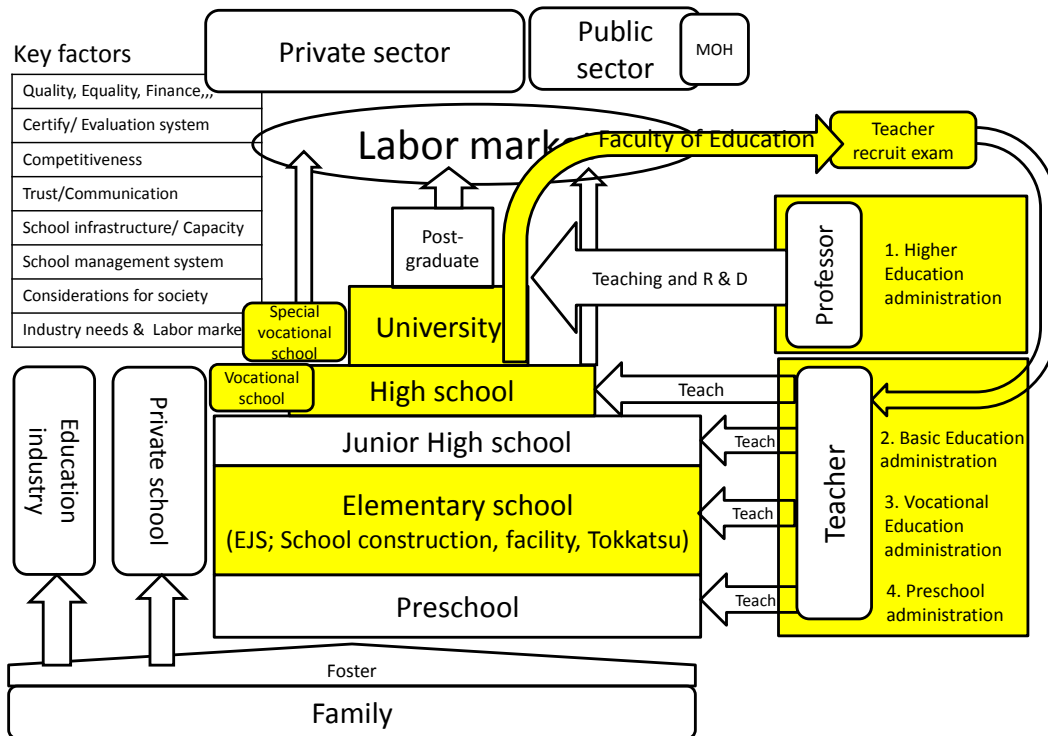 Key factors
Quality, Equality, Finance,,,
Certify/ Evaluation system
Competitiveness
Trust/Communication
School infrastructure/ Capacity
School management system
Considerations for society
Industry needs & Labor marke
Private sector
Public
sector
MOH
Labor marke
Faculty of Education
Teacher
recruit exam
Post-
graduate
Teaching and R & D
Professor
1. Higher
Education
administration
Special
vocational
school
University
Vocational
school
High school
Teach
Junior High school
Teach
Elementary school
(EJS; School construction, facility, Tokkatsu)
Teach
Preschool
Teach
Teacher
2. Basic Education
administration
3. Vocational
Education
administration
4. Preschool
administration
Education
industry
Private school
Foster
Family